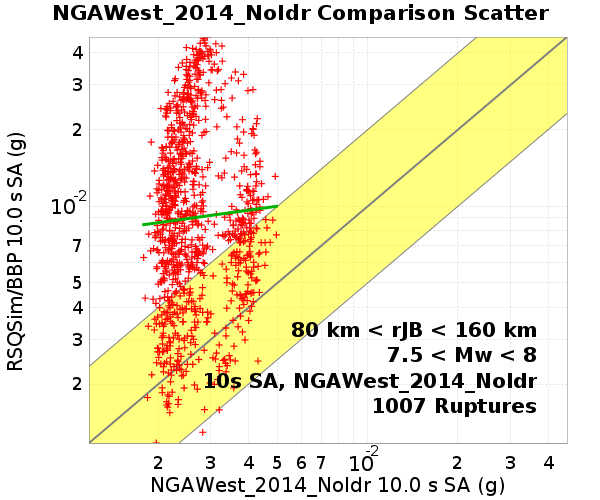 NGAWest_2014_NoIdr Comparison Scatter
RSQSim/BBP 10.0 s SA (g)
4
3
2
10-2
7
5
4
3
2
80 km < rJB < 160 km
7.5 < Mw < 8
10s SA, NGAWest_2014_NoIdr
1007 Ruptures
2 3 4 5 6 7 10-2 2 3 4
NGAWest_2014_NoIdr 10.0 s SA (g)